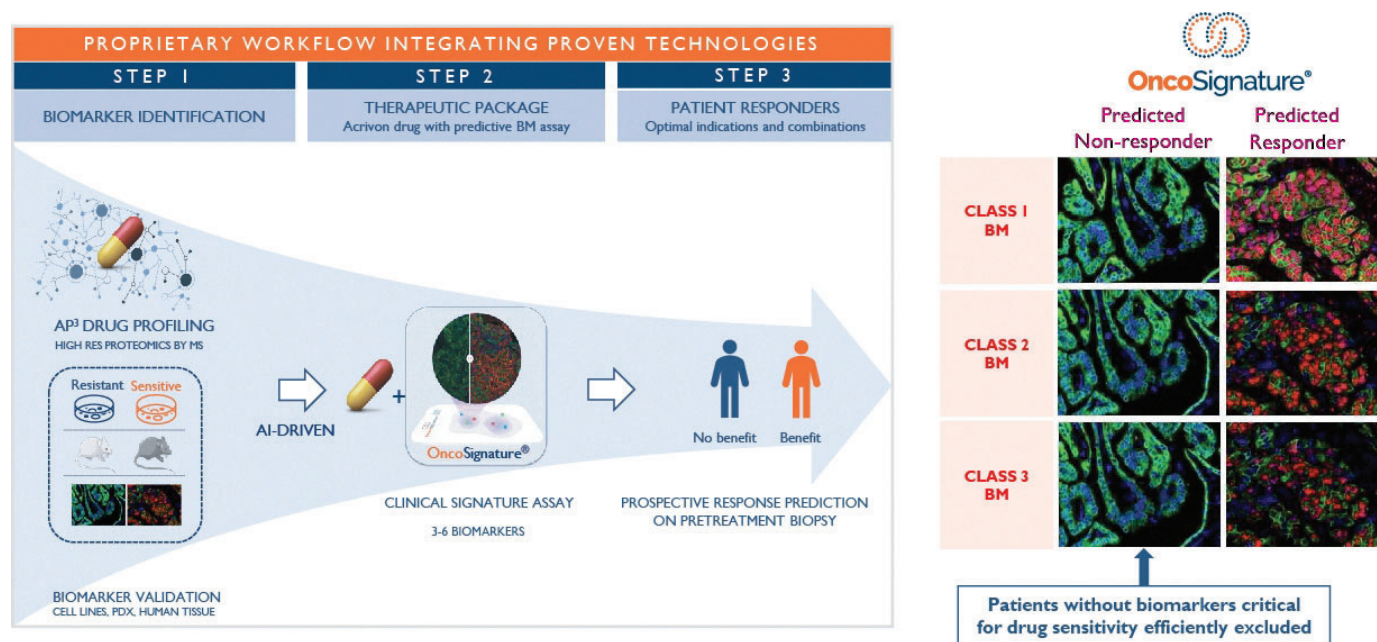 PROPRIETARY WORKFLOW INTEGRATING PROVEN TECHNOLOGIES
STEP 1
BIOMARKER IDENTIFICATION
STEP 2
THERAPEUTIC PACKAGE
Acrivon drug with predictive BM assay
STEP 3
PATIENT RESPONDERS
Optimal indications and combinations
AP³ DRUG PROFILING
HIGH RES PROTEOMICS BY MS
Resistant Sensitive
BIOMARKER VALIDATION
CELL LINES, PDX, HUMAN TISSUE
AI-DRIVEN
+
OncoSignature®
CLINICAL SIGNATURE ASSAY
3-6 BIOMARKERS
No benefit Benefit
PROSPECTIVE RESPONSE PREDICTION
ON PRETREATMENT BIOPSY
OncoSignature®
Predicted
Non-responder
Predicted
Responder
CLASS 1
BM
CLASS 2
BM
CLASS 3
BM
Patients without biomarkers critical
for drug sensitivity efficiently excluded